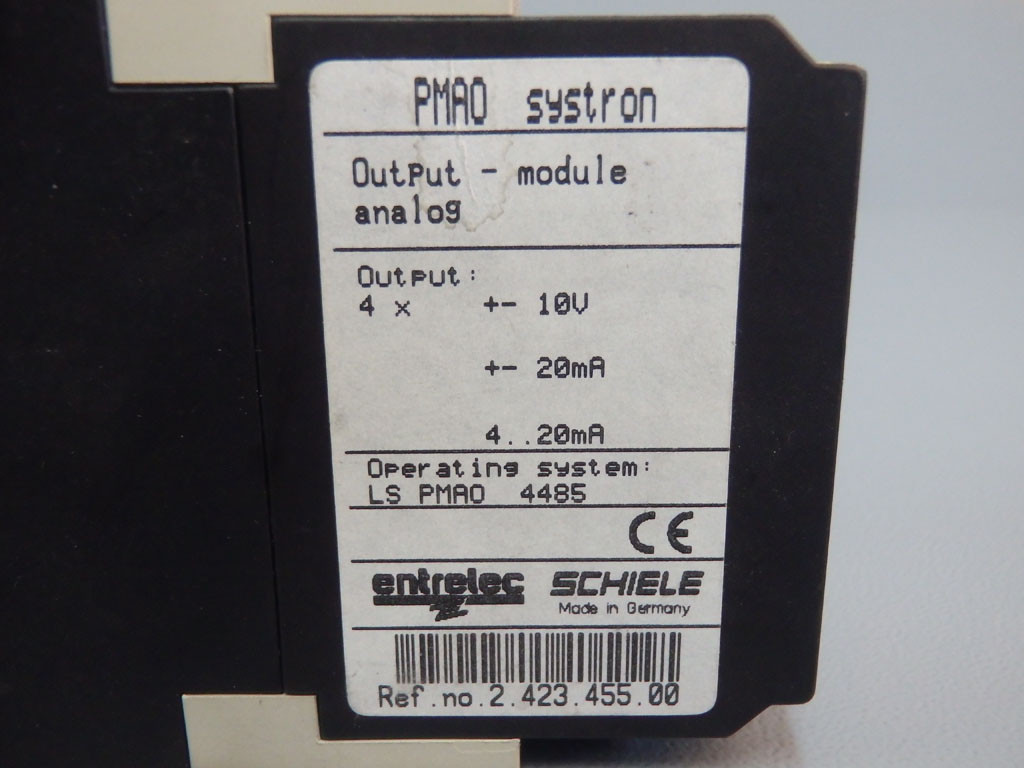 PMAO systron
Output - module
analog
Output:
4 x +- 10V
+- 20mA
4..20mA
Operating system:
LS PMAO 4485
CE
entrelec SCHIELE
Made in Germany
Ref.no.2.423.455.00